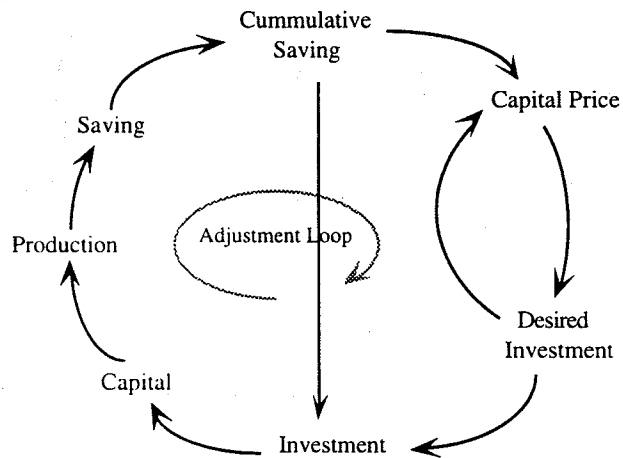 Cummulative
Saving
Capital Price
Saving
Adjustment Loop
Production
Desired
Investment
Capital
Investment